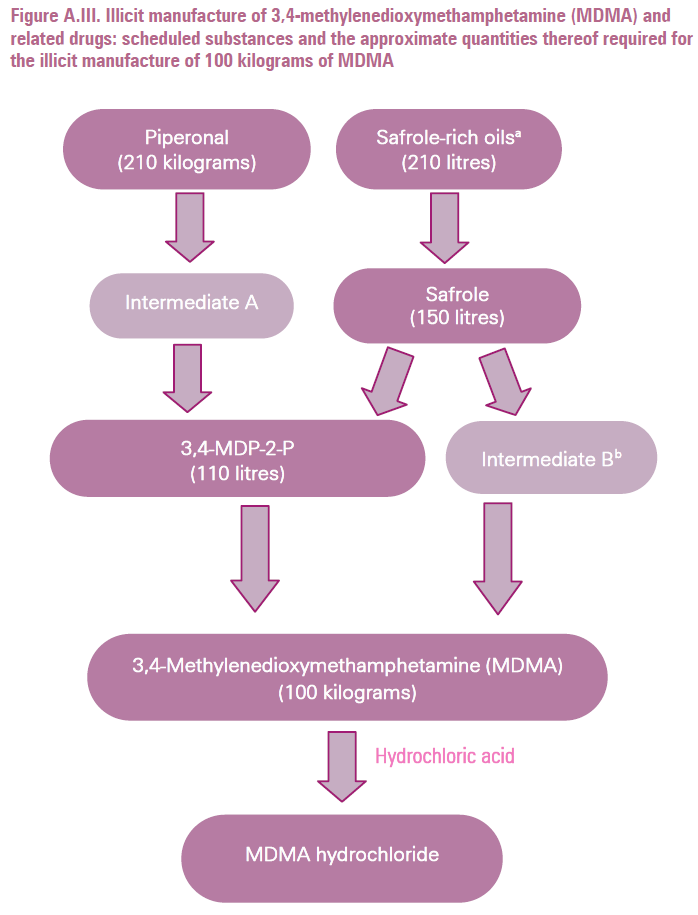 Figure A.III. Illicit manufacture of 3,4-methylenedioxymethamphetamine (MDMA) and
related drugs: scheduled substances and the approximate quantities thereof required for
the illicit manufacture of 100 kilograms of MDMA
Piperonal
(210 kilograms)
Safrole-rich oilsᵃ
(210 litres)
Intermediate A
Safrole
(150 litres)
3,4-MDP-2-P
(110 litres)
Intermediate Bᵇ
3,4-Methylenedioxymethamphetamine (MDMA)
(100 kilograms)
Hydrochloric acid
MDMA hydrochloride